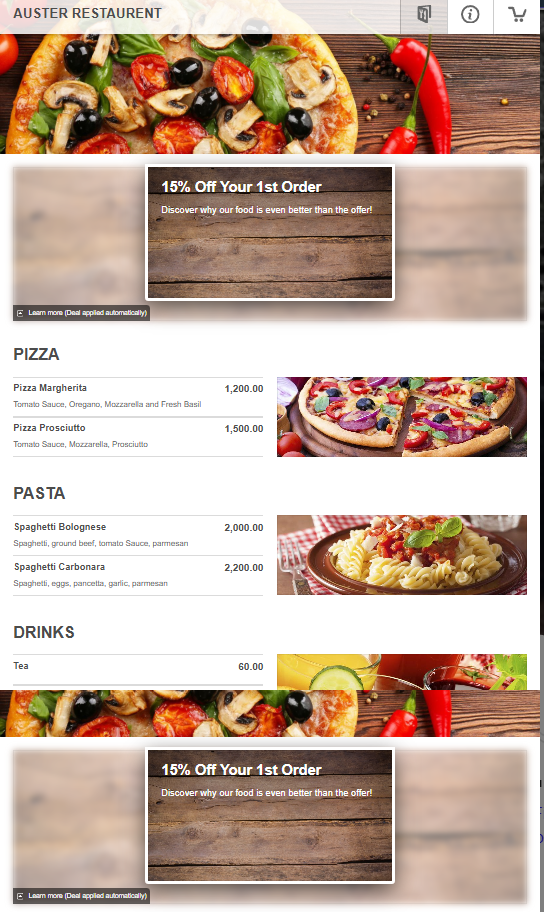 AUSTER RESTAURENT
15% Off Your 1st Order
Discover why our food is even better than the offer!
Learn more (Deal applied automatically)
PIZZA
Pizza Margherita 1,200.00
Tomato Sauce, Oregano, Mozzarella and Fresh Basil
Pizza Prosciutto 1,500.00
Tomato Sauce, Mozzarella, Prosciutto
PASTA
Spaghetti Bolognese 2,000.00
Spaghetti, ground beef, tomato Sauce, parmesan
Spaghetti Carbonara 2,200.00
Spaghetti, eggs, pancetta, garlic, parmesan
DRINKS
Tea 60.00
15% Off Your 1st Order
Discover why our food is even better than the offer!
Learn more (Deal applied automatically)